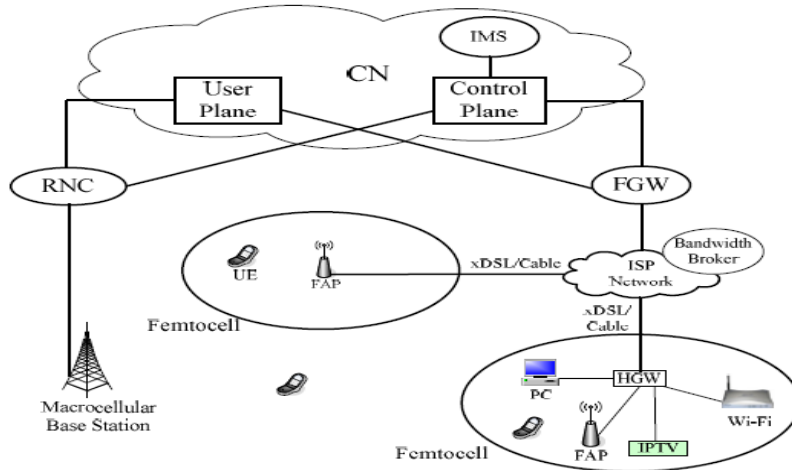 IMS
CN
User
Plane
Control
Plane
RNC
FGW
Bandwidth
Broker
UE
FAP
xDSL/Cable
ISP
Network
Femtocell
xDSL/
Cable
Macrocellular
Base Station
PC
HGW
Wi-Fi
Femtocell
FAP
IPTV